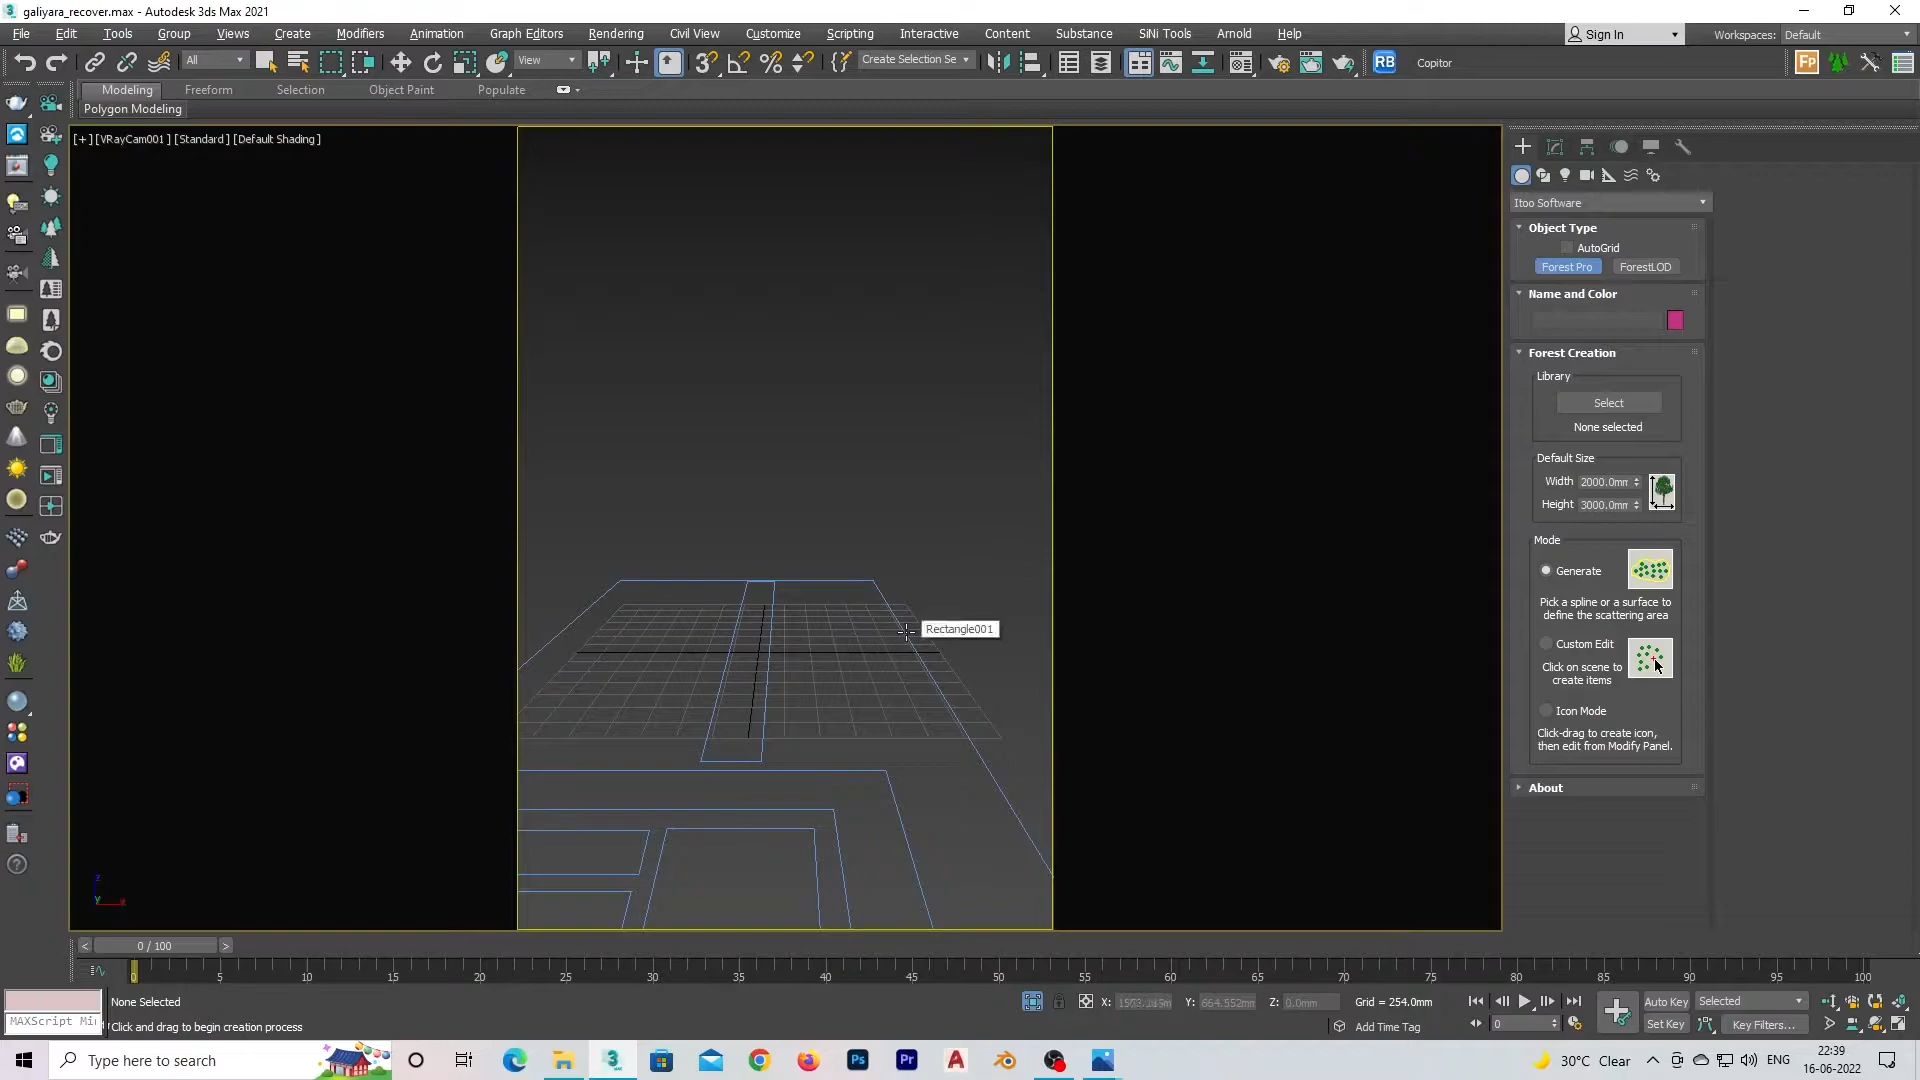 galiyara_recover.max - Autodesk 3ds Max 2021
File Edit Tools Group Views Create Modifiers Animation Graph Editors Rendering Civil View Customize Scripting Interactive Content Substance SiNi Tools Arnold Help
Sign In
Workspaces: Default
All
View
Create Selection Se
RB
Copitor
Fp
Modeling Freeform Selection Object Paint Populate
Polygon Modeling
[+] [VRayCam001] [Standard] [Default Shading]
Itoo Software
Object Type
AutoGrid
Forest Pro ForestLOD
Name and Color
Forest Creation
Library
Select
None selected
Default Size
Width 2000.0mm
Height 3000.0mm
Mode
Generate
Pick a spline or a surface to
define the scattering area
Custom Edit
Click on scene to
create items
Icon Mode
Click-drag to create icon,
then edit from Modify Panel.
About
Rectangle001
z
y
x
< 0 / 100 >
0 5 10 15 20 25 30 35 40 45 50 55 60 65 70 75 80 85 90 95 100
None Selected
X: Y: 664.552mm Z: 0.0mm Grid = 254.0mm
Auto Key Selected
MAXScript Mi
Click and drag to begin creation process
Add Time Tag
0
Set Key Key Filters...
Type here to search
Ps
Pr
A
30°C Clear
ENG
22:39
16-06-2022